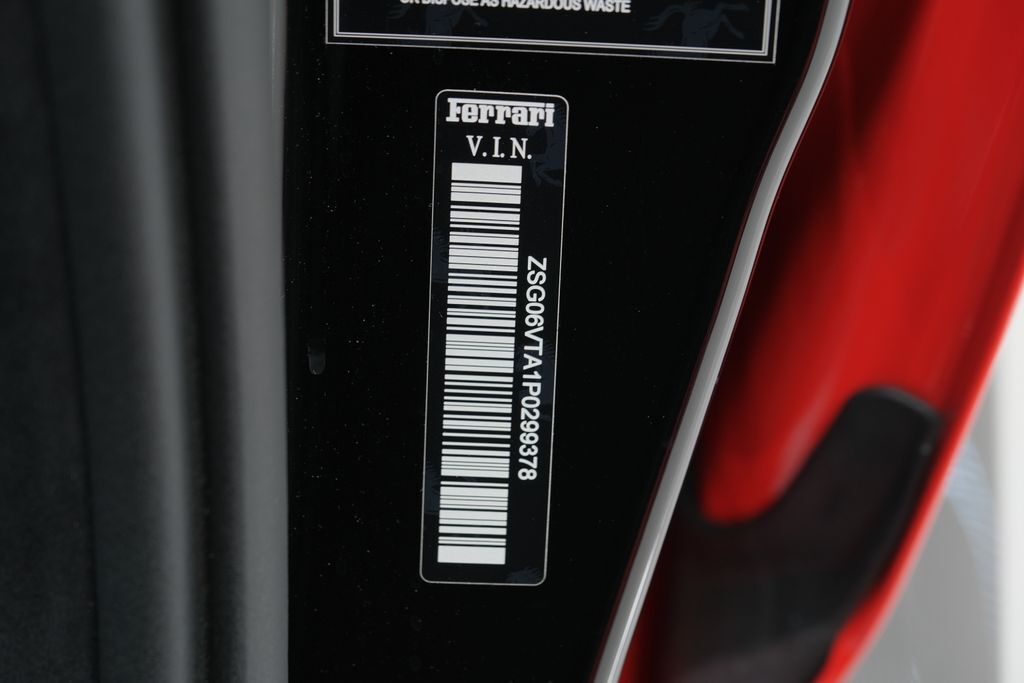 OR DISPOSE AS HAZARDOUS WASTE
Ferrari
V.I.N.
ZSG06VTA1P0299378